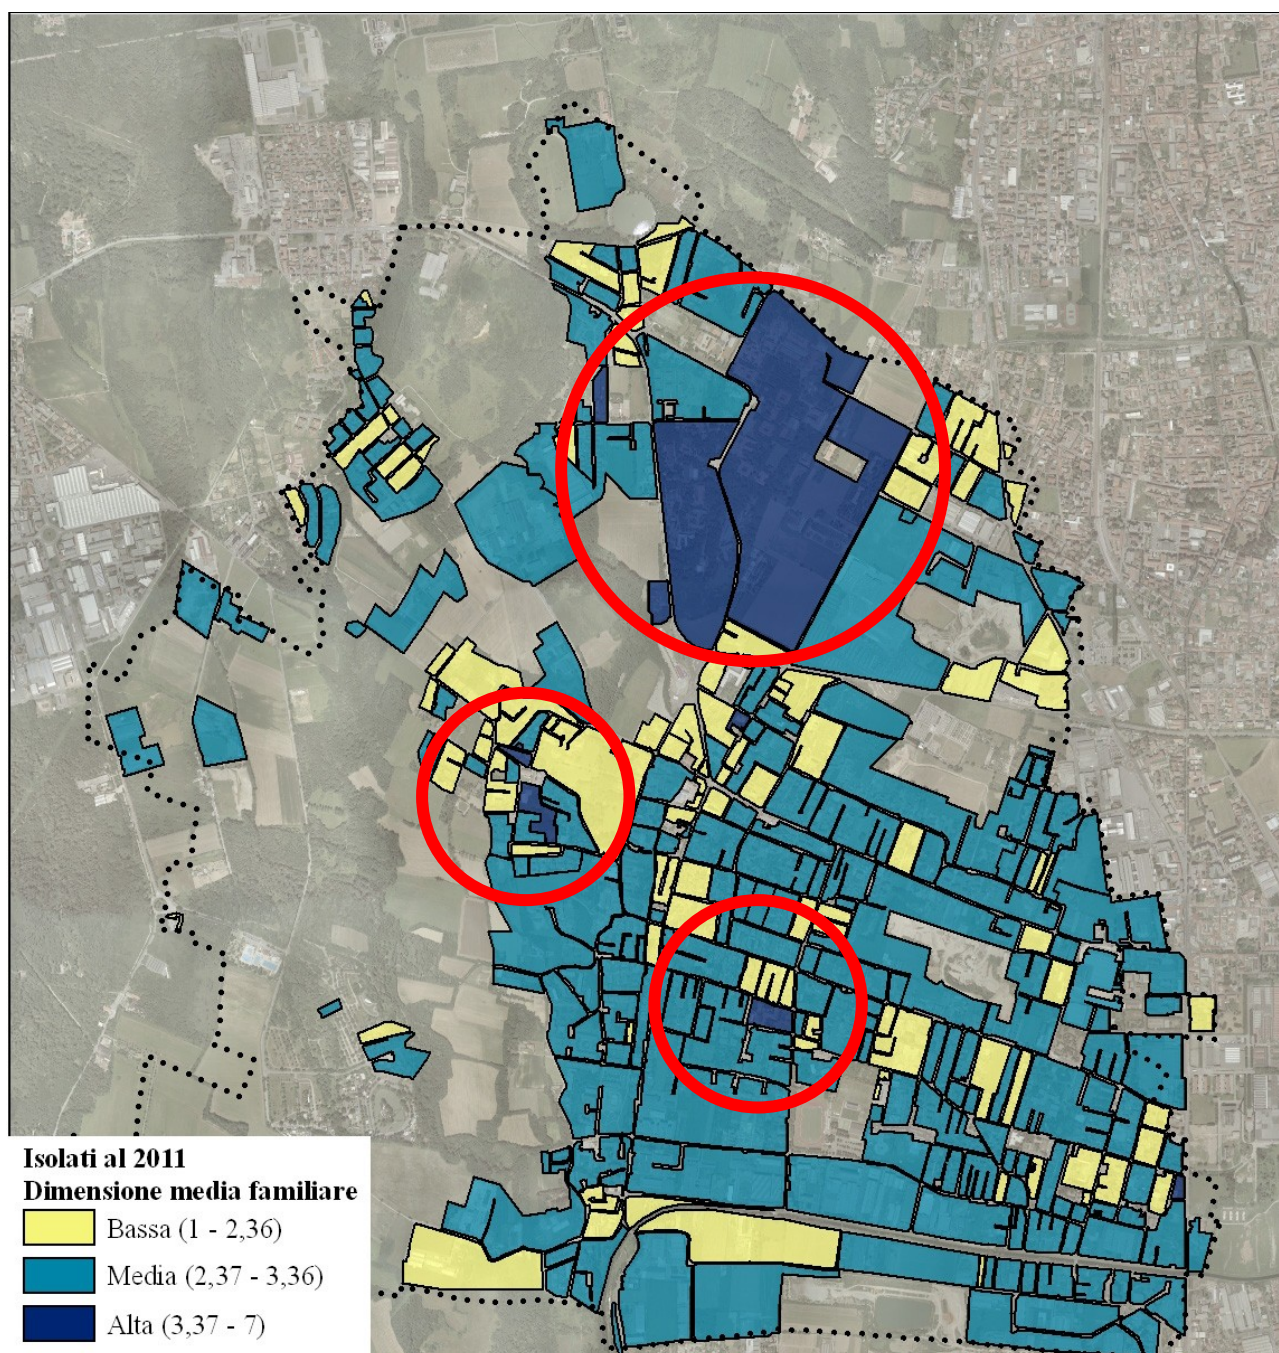 Isolati al 2011
Dimensione media familiare
Bassa (1 - 2,36)
Media (2,37 - 3,36)
Alta (3,37 - 7)